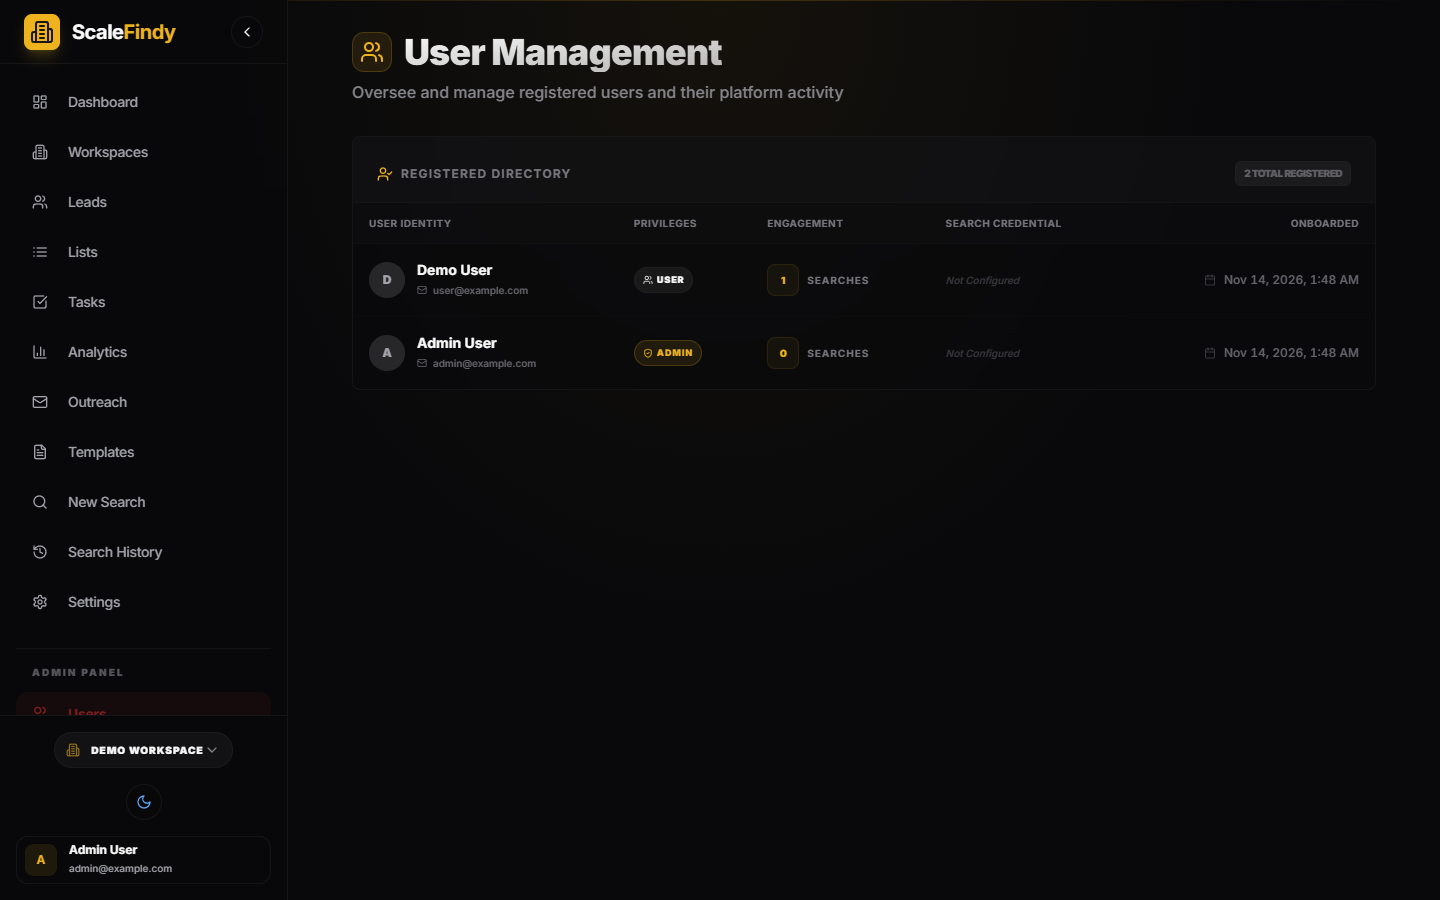 ScaleFindy
Dashboard
Workspaces
Leads
Lists
Tasks
Analytics
Outreach
Templates
New Search
Search History
Settings
ADMIN PANEL
Users
DEMO WORKSPACE
A
Admin User
admin@example.com
User Management
Oversee and manage registered users and their platform activity
REGISTERED DIRECTORY
2 TOTAL REGISTERED
USER IDENTITY PRIVILEGES ENGAGEMENT SEARCH CREDENTIAL ONBOARDED
D Demo User USER 1 SEARCHES Not Configured Nov 14, 2026, 1:48 AM
user@example.com
A Admin User ADMIN 0 SEARCHES Not Configured Nov 14, 2026, 1:48 AM
admin@example.com